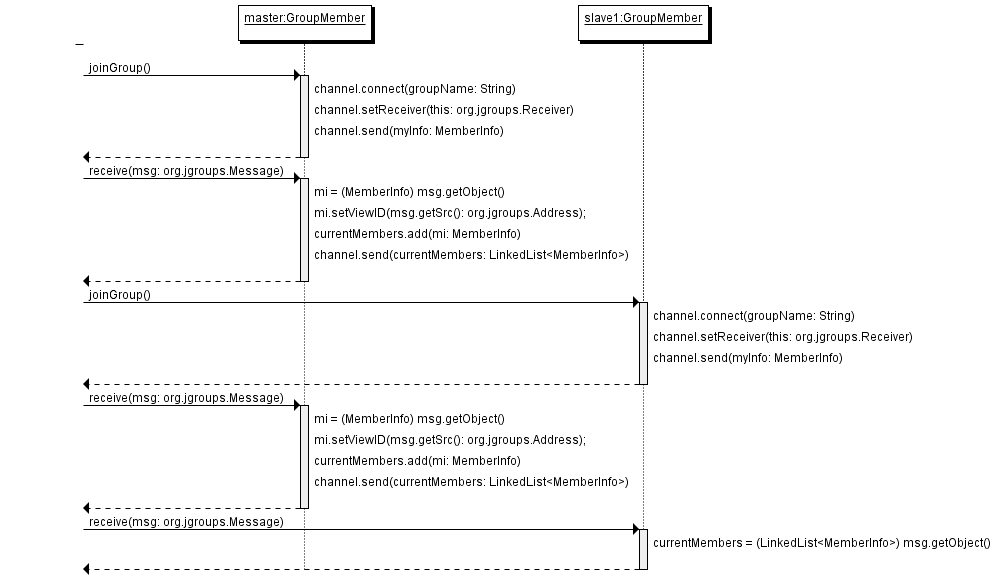 master:GroupMember
slave1:GroupMember
joinGroup()
channel.connect(groupName: String)
channel.setReceiver(this: org.jgroups.Receiver)
channel.send(myInfo: MemberInfo)
receive(msg: org.jgroups.Message)
mi = (MemberInfo) msg.getObject()
mi.setViewID(msg.getSrc(): org.jgroups.Address);
currentMembers.add(mi: MemberInfo)
channel.send(currentMembers: LinkedList<MemberInfo>)
joinGroup()
channel.connect(groupName: String)
channel.setReceiver(this: org.jgroups.Receiver)
channel.send(myInfo: MemberInfo)
receive(msg: org.jgroups.Message)
mi = (MemberInfo) msg.getObject()
mi.setViewID(msg.getSrc(): org.jgroups.Address);
currentMembers.add(mi: MemberInfo)
channel.send(currentMembers: LinkedList<MemberInfo>)
receive(msg: org.jgroups.Message)
currentMembers = (LinkedList<MemberInfo>) msg.getObject()